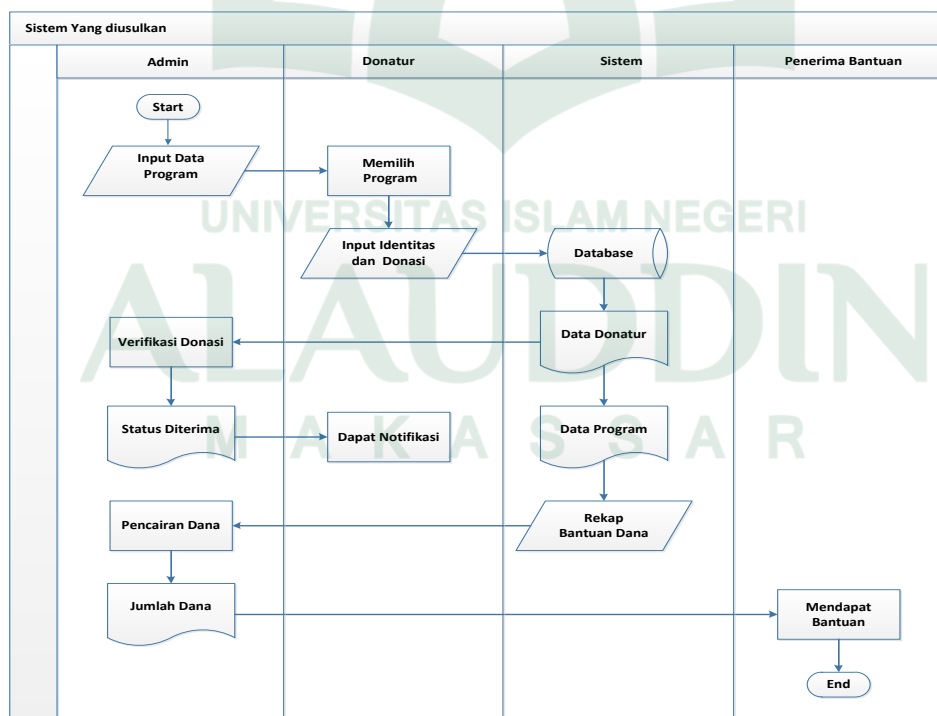 Sistem Yang diusulkan
Admin
Donatur
Sistem
Penerima Bantuan
Start
Input Data
Program
Memilih
Program
UNIVERSITAS ISLAM NEGERI
Input Identitas
dan Donasi
Database
ALAUDDIN
Verifikasi Donasi
Data Donatur
Status Diterima
Dapat Notifikasi
Data Program
MAKASSAR
Pencairan Dana
Rekap
Bantuan Dana
Jumlah Dana
Mendapat
Bantuan
End